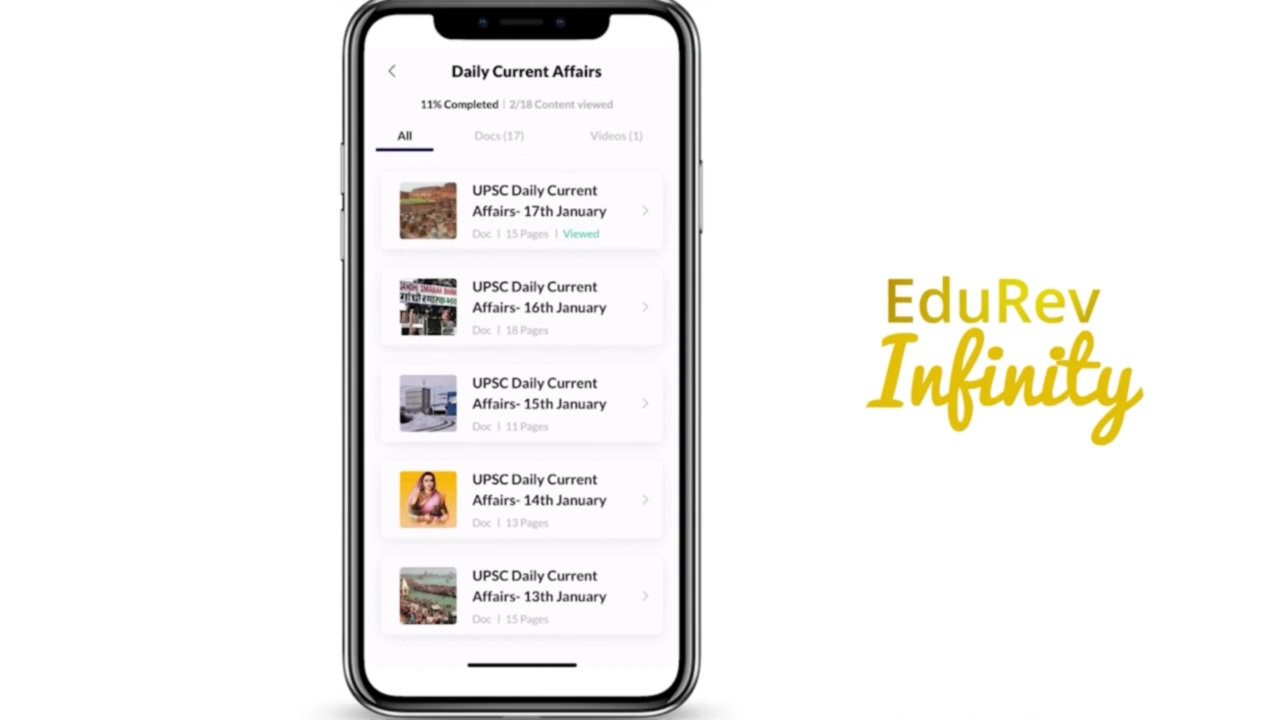 Daily Current Affairs
11% Completed | 2/18 Content viewed
All Docs (17) Videos (1)
UPSC Daily Current
Affairs- 17th January
Doc | 15 Pages | Viewed
UPSC Daily Current
Affairs- 16th January
Doc | 18 Pages
UPSC Daily Current
Affairs- 15th January
Doc | 11 Pages
UPSC Daily Current
Affairs- 14th January
Doc | 13 Pages
UPSC Daily Current
Affairs- 13th January
Doc | 15 Pages
EduRev
Infinity